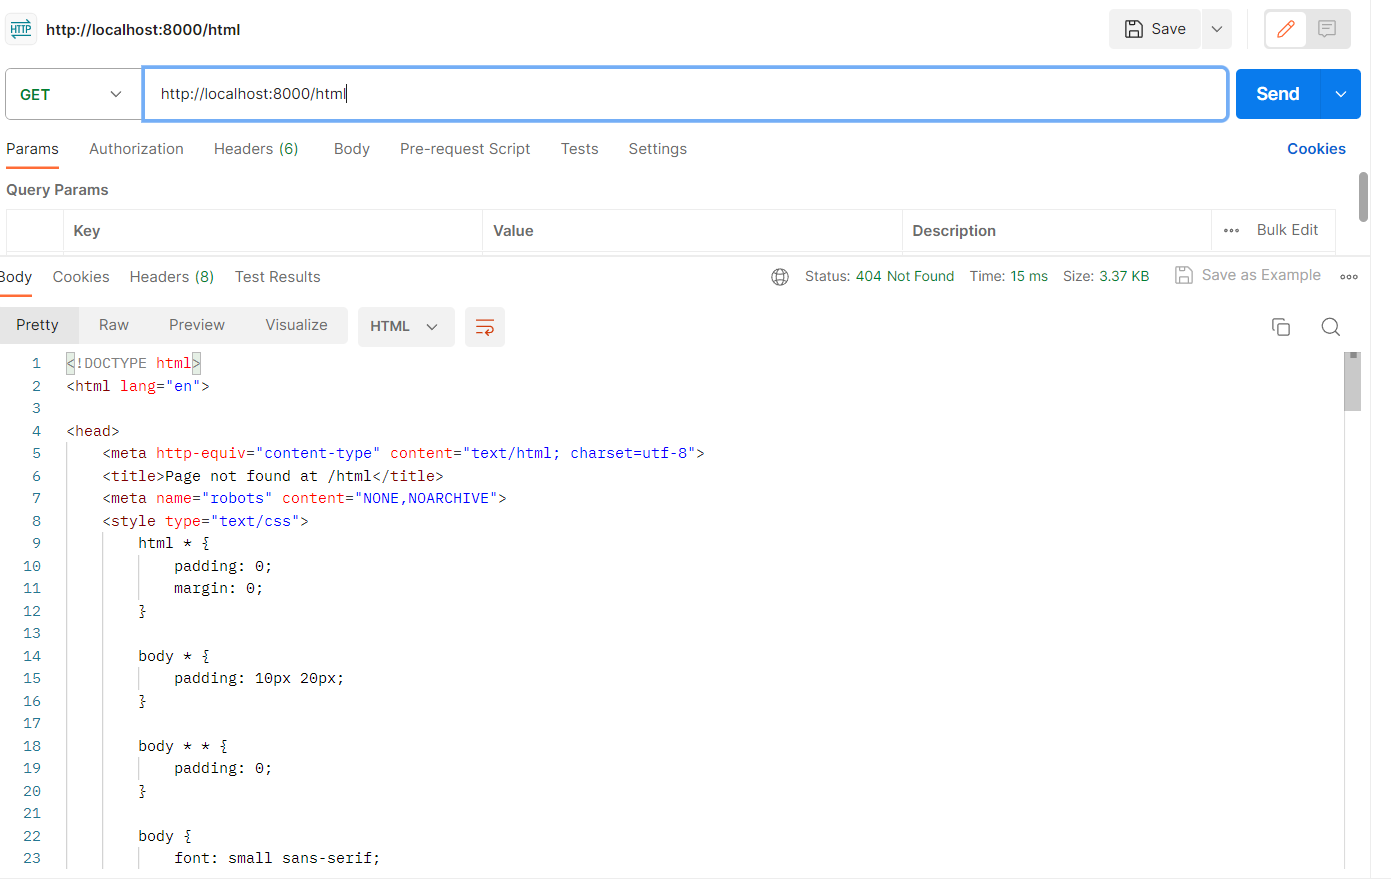 HTTP http://localhost:8000/html Save
GET http://localhost:8000/html Send
Params Authorization Headers (6) Body Pre-request Script Tests Settings Cookies
Query Params
Key Value Description Bulk Edit
Body Cookies Headers (8) Test Results Status: 404 Not Found Time: 15 ms Size: 3.37 KB Save as Example
Pretty Raw Preview Visualize HTML
1 <!DOCTYPE html>
2 <html lang="en">
3
4 <head>
5 <meta http-equiv="content-type" content="text/html; charset=utf-8">
6 <title>Page not found at /html</title>
7 <meta name="robots" content="NONE,NOARCHIVE">
8 <style type="text/css">
9 html * {
10 padding: 0;
11 margin: 0;
12 }
13
14 body * {
15 padding: 10px 20px;
16 }
17
18 body * * {
19 padding: 0;
20 }
21
22 body {
23 font: small sans-serif;